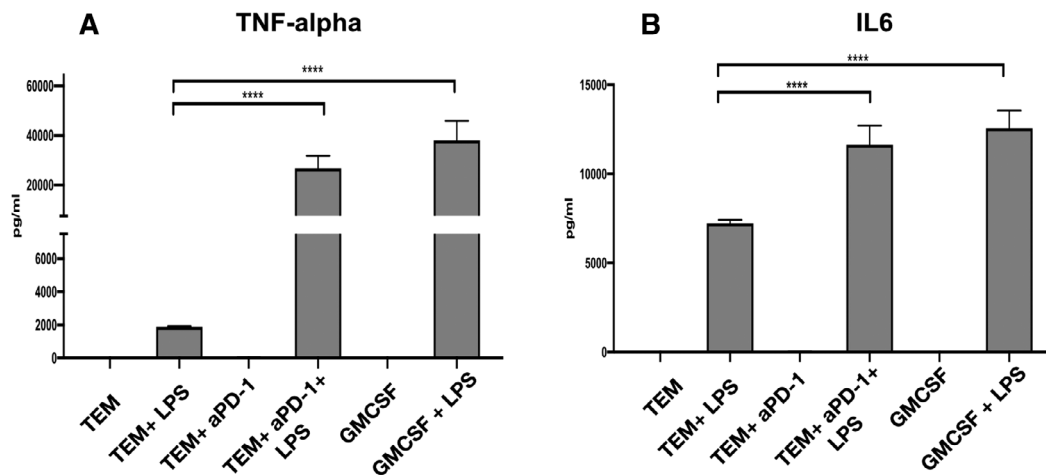 A
TNF-alpha
pg/ml
60000
40000
20000
8000
6000
4000
2000
0
****
****
TEM
TEM+ LPS
TEM+ aPD-1
TEM+ aPD-1+
LPS
GMCSF
GMCSF + LPS
B
IL6
pg/ml
15000
10000
5000
0
****
****
TEM
TEM+ LPS
TEM+ aPD-1
TEM+ aPD-1+
LPS
GMCSF
GMCSF + LPS